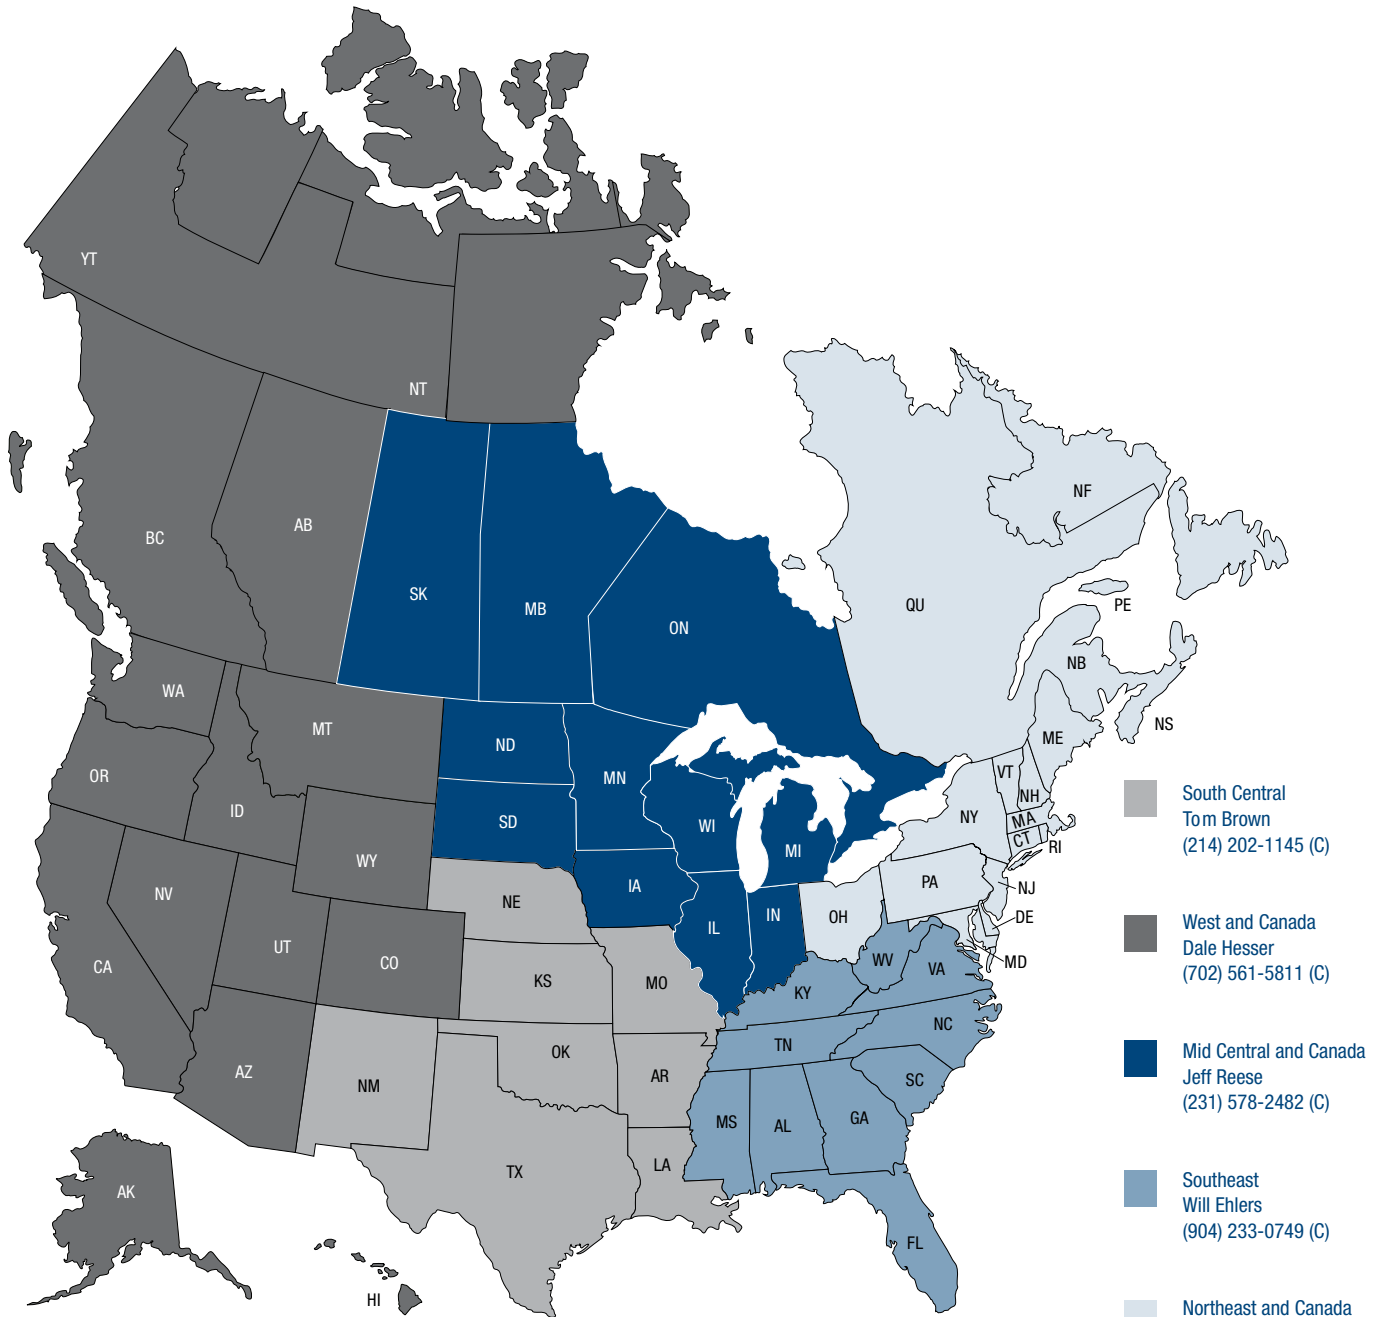 YT
NT
BC
AB
SK
MB
ON
QU
NF
PE
NB
NS
WA
MT
ND
MN
OR
ID
SD
WI
MI
NY
VT
NH
ME
MA
CT
RI
WY
NE
IA
IL
IN
OH
PA
NJ
DE
MD
NV
UT
CO
KS
MO
KY
WV
VA
CA
AZ
NM
OK
AR
TN
NC
SC
MS
AL
GA
TX
LA
FL
AK
HI
South Central
Tom Brown
(214) 202-1145 (C)
West and Canada
Dale Hesser
(702) 561-5811 (C)
Mid Central and Canada
Jeff Reese
(231) 578-2482 (C)
Southeast
Will Ehlers
(904) 233-0749 (C)
Northeast and Canada